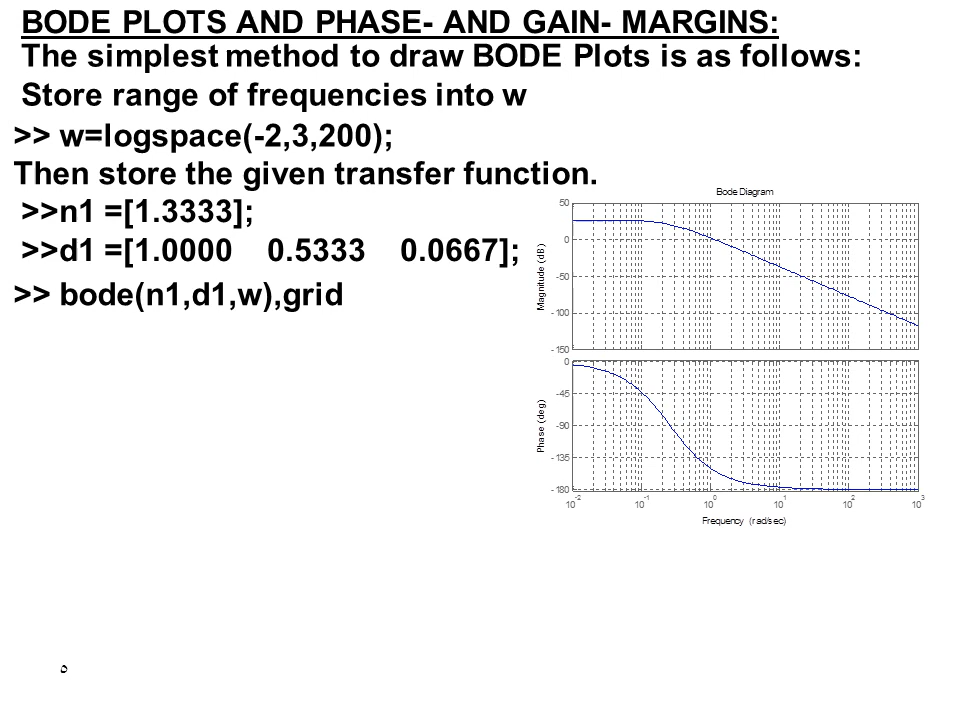 BODE PLOTS AND PHASE- AND GAIN- MARGINS:
The simplest method to draw BODE Plots is as follows:
Store range of frequencies into w
>> w=logspace(-2,3,200);
Then store the given transfer function.
>>n1 =[1.3333];
>>d1 =[1.0000 0.5333 0.0667];
>> bode(n1,d1,w),grid
Bode Diagram
Magnitude (dB)
50
0
-50
-100
-150
Phase (deg)
0
-45
-90
-135
-180
10^-2 10^-1 10^0 10^1 10^2 10^3
Frequency (rad/sec)
٥